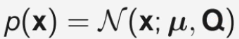 p(x) = 𝒩(x; μ, Q)